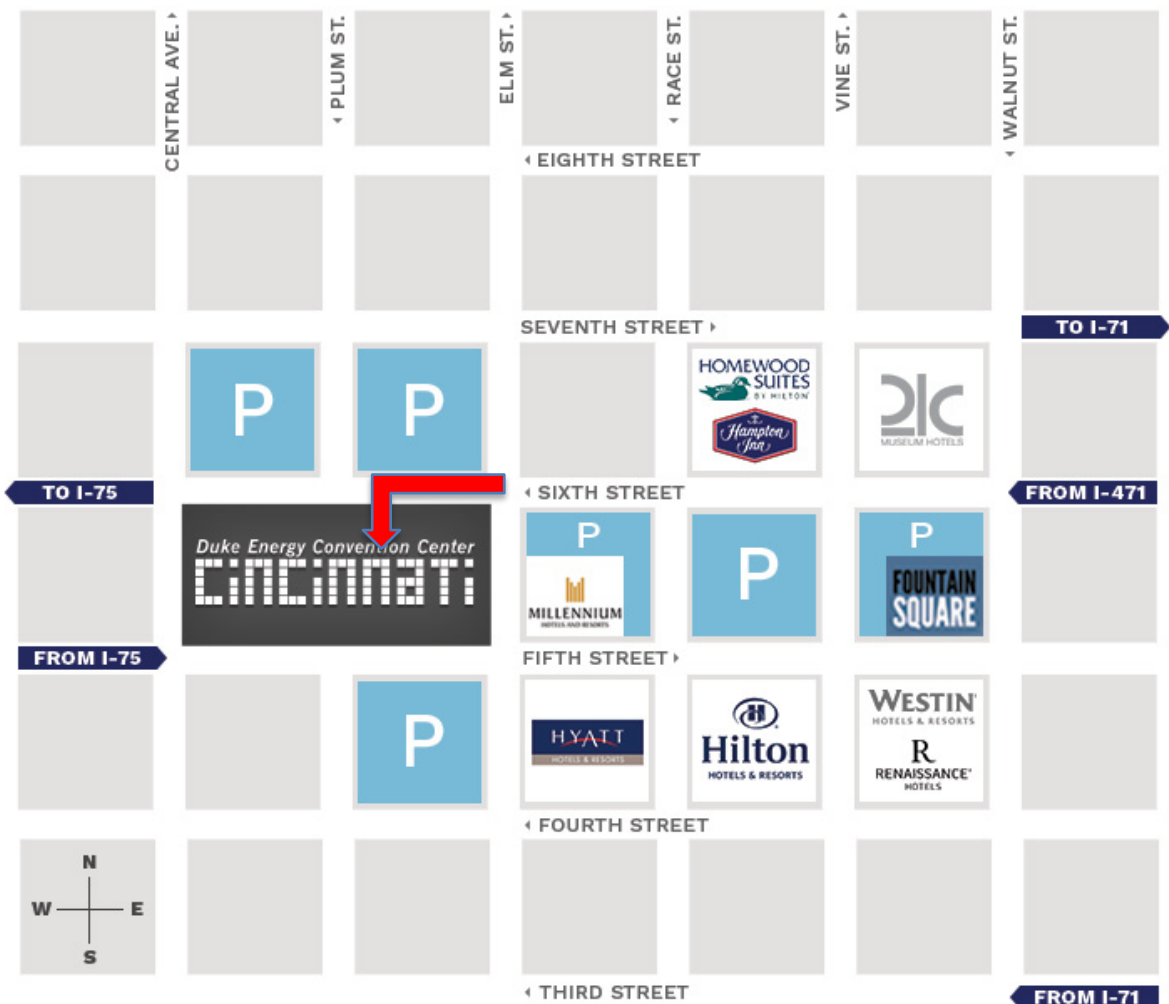 CENTRAL AVE.
PLUM ST.
ELM ST.
RACE ST.
VINE ST.
WALNUT ST.
EIGHTH STREET
SEVENTH STREET
TO I-71
P
P
HOMEWOOD
SUITES
BY HILTON
Hampton
Inn
21c
MUSEUM HOTELS
TO I-75
SIXTH STREET
FROM I-471
Duke Energy Convention Center
CiNCiNNaTi
P
MILLENNIUM
HOTELS AND RESORTS
P
P
FOUNTAIN
SQUARE
FROM I-75
FIFTH STREET
P
HYATT
HOTELS & RESORTS
Hilton
HOTELS & RESORTS
WESTIN
HOTELS & RESORTS
R
RENAISSANCE
HOTELS
FOURTH STREET
N
W E
S
THIRD STREET
FROM I-71